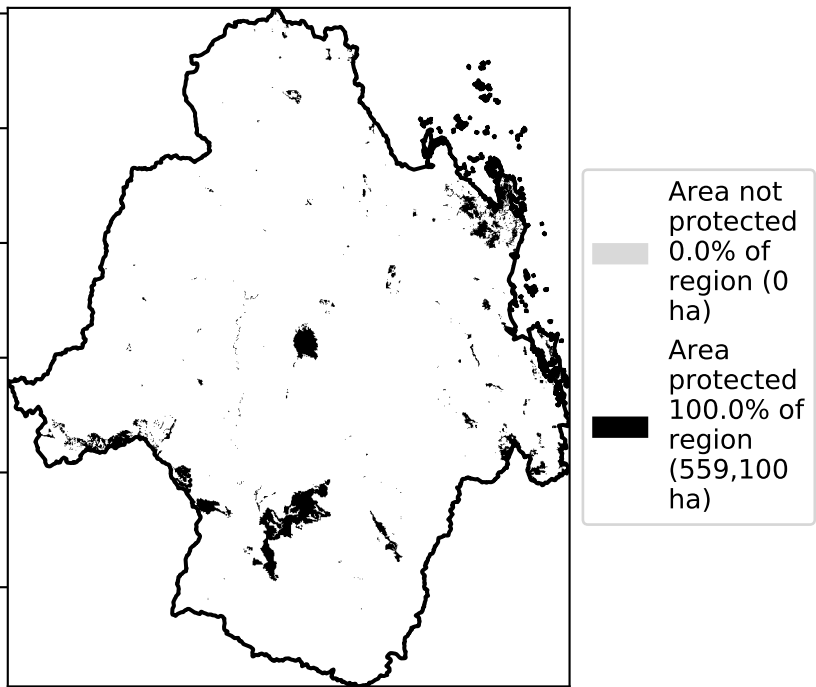 Area not
protected
0.0% of
region (0
ha)
Area
protected
100.0% of
region
(559,100
ha)